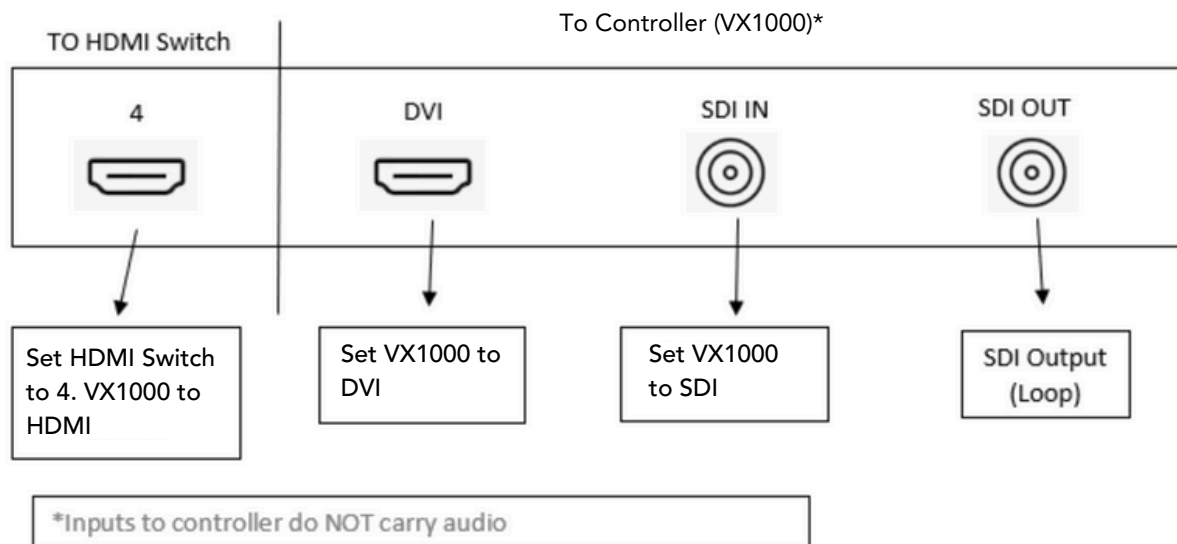 TO HDMI Switch
To Controller (VX1000)*
4
DVI
SDI IN
SDI OUT
Set HDMI Switch
to 4. VX1000 to
HDMI
Set VX1000 to
DVI
Set VX1000
to SDI
SDI Output
(Loop)
*Inputs to controller do NOT carry audio